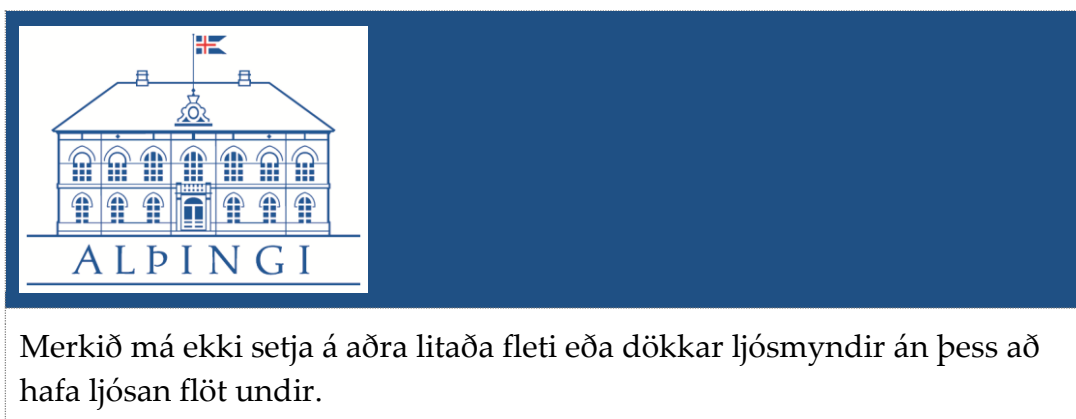 ALÞINGI
Merkið má ekki setja á aðra litaða fleti eða dökkar ljósmyndir án þess að
hafa ljósan flöt undir.